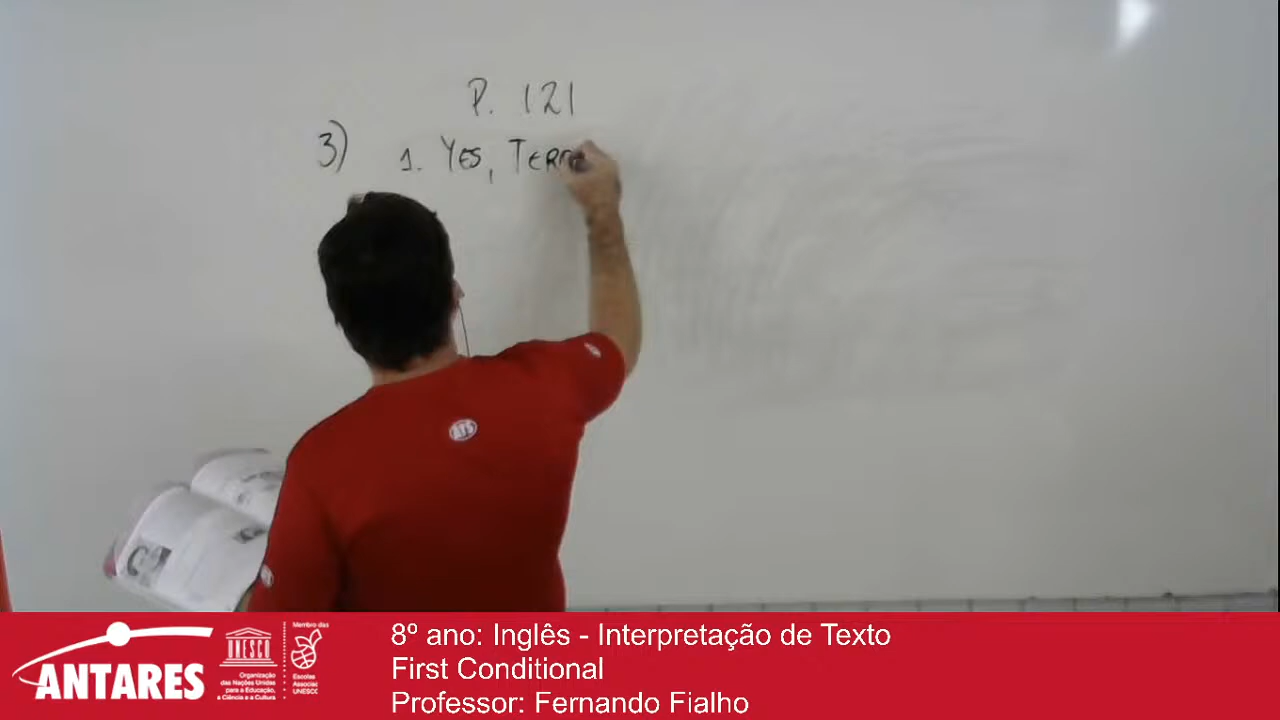 P. 121
3) 1. YES,
ATS
ANTARES
UNESCO
Organização
das Nações Unidas
para a Educação,
a Ciência e a Cultura
Membro das
Escolas
Associadas
UNESCO
8º ano: Inglês - Interpretação de Texto
First Conditional
Professor: Fernando Fialho